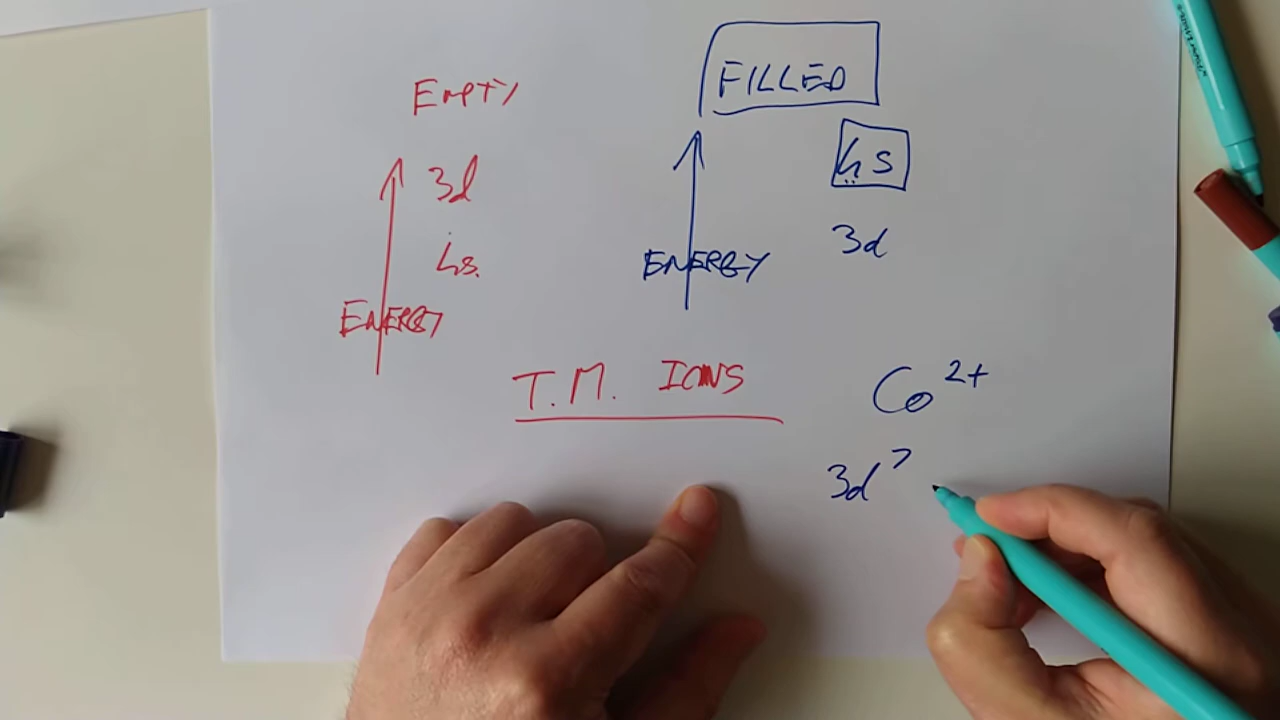 EMPTY
3d
4s.
ENERGY
FILLED
4s
3d
ENERGY
T.M. IONS
Co2+
3d7